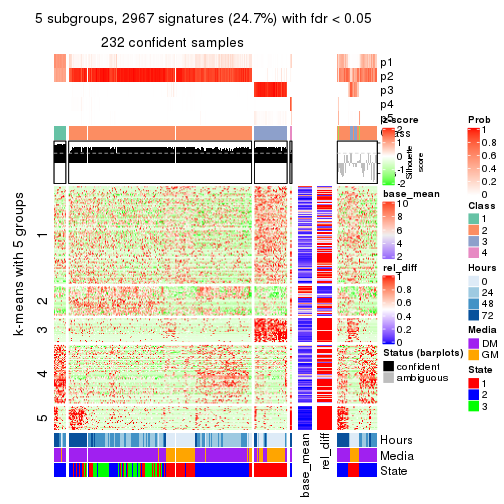 5 subgroups, 2967 signatures (24.7%) with fdr < 0.05
232 confident samples
p1
p2
p3
p4
p5
Class
k-means with 5 groups
1
2
3
4
5
Silhouette score
z-score
2
1
0
-1
-2
base_mean
10
8
6
4
2
rel_diff
1
0.8
0.6
0.4
0.2
0
Status (barplots)
confident
ambiguous
Prob
1
0.8
0.6
0.4
0.2
0
Class
1
2
3
4
Hours
0
24
48
72
Media
DM
GM
State
1
2
3
base_mean
rel_diff
Hours
Media
State